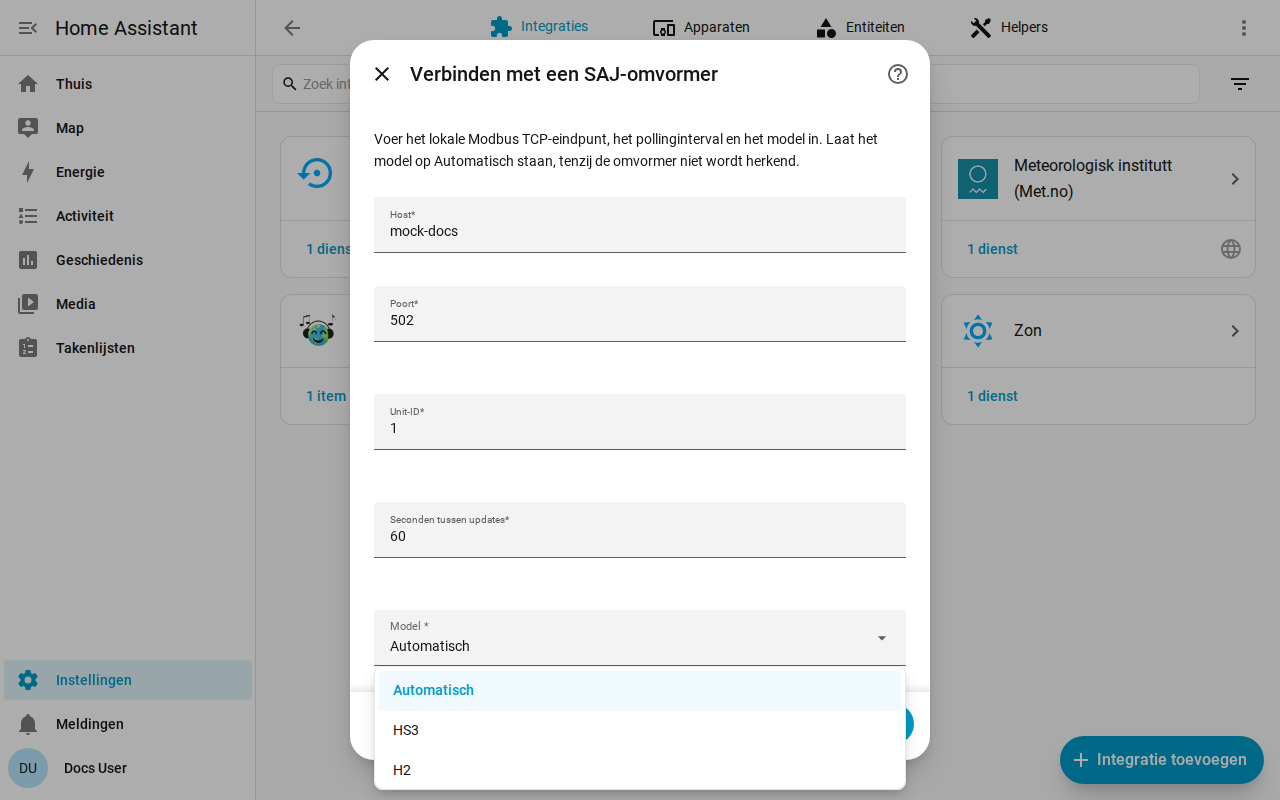 Home Assistant
Integraties
Apparaten
Entiteiten
Helpers
Thuis
Map
Energie
Activiteit
Geschiedenis
Media
Takenlijsten
Instellingen
Meldingen
DU
Docs User
Zoek int
1 diens
1 item
Verbinden met een SAJ-omvormer
Voer het lokale Modbus TCP-eindpunt, het pollinginterval en het model in. Laat het
model op Automatisch staan, tenzij de omvormer niet wordt herkend.
Host*
mock-docs
Poort*
502
Unit-ID*
1
Seconden tussen updates*
60
Model *
Automatisch
Automatisch
HS3
H2
Meteorologisk institutt
(Met.no)
1 dienst
Zon
1 dienst
Integratie toevoegen